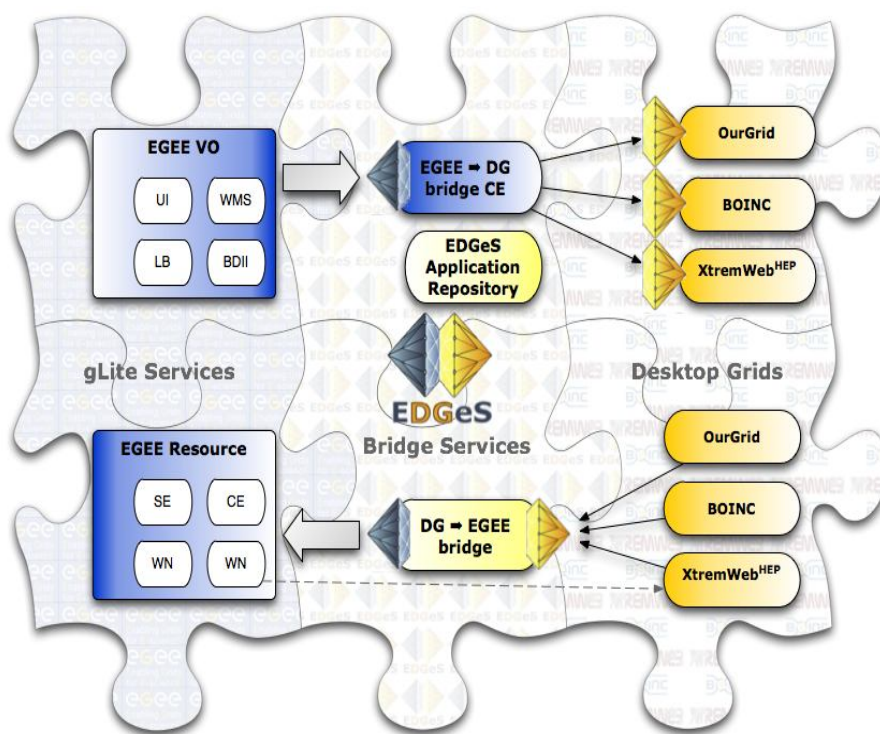 EGEE VO
UI
WMS
LB
BDII
EGEE ➡ DG
bridge CE
EDGeS
Application
Repository
OurGrid
BOINC
XtremWebHEP
gLite Services
EDGeS
Bridge Services
Desktop Grids
EGEE Resource
SE
CE
WN
WN
DG ➡ EGEE
bridge
OurGrid
BOINC
XtremWebHEP